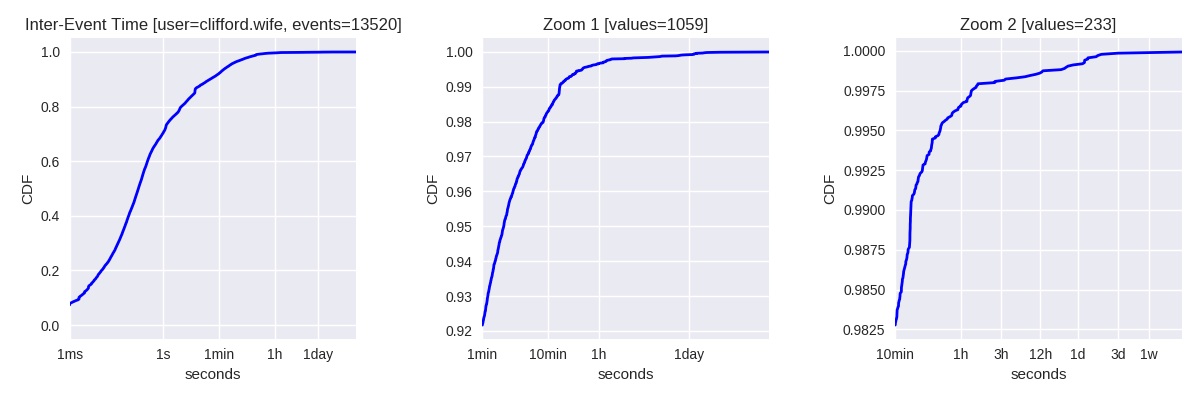 Inter-Event Time [user=clifford.wife, events=13520]
CDF
1.0
0.8
0.6
0.4
0.2
0.0
1ms 1s 1min 1h 1day
seconds
Zoom 1 [values=1059]
CDF
1.00
0.99
0.98
0.97
0.96
0.95
0.94
0.93
0.92
1min 10min 1h 1day
seconds
Zoom 2 [values=233]
CDF
1.0000
0.9975
0.9950
0.9925
0.9900
0.9875
0.9850
0.9825
10min 1h 3h 12h 1d 3d 1w
seconds